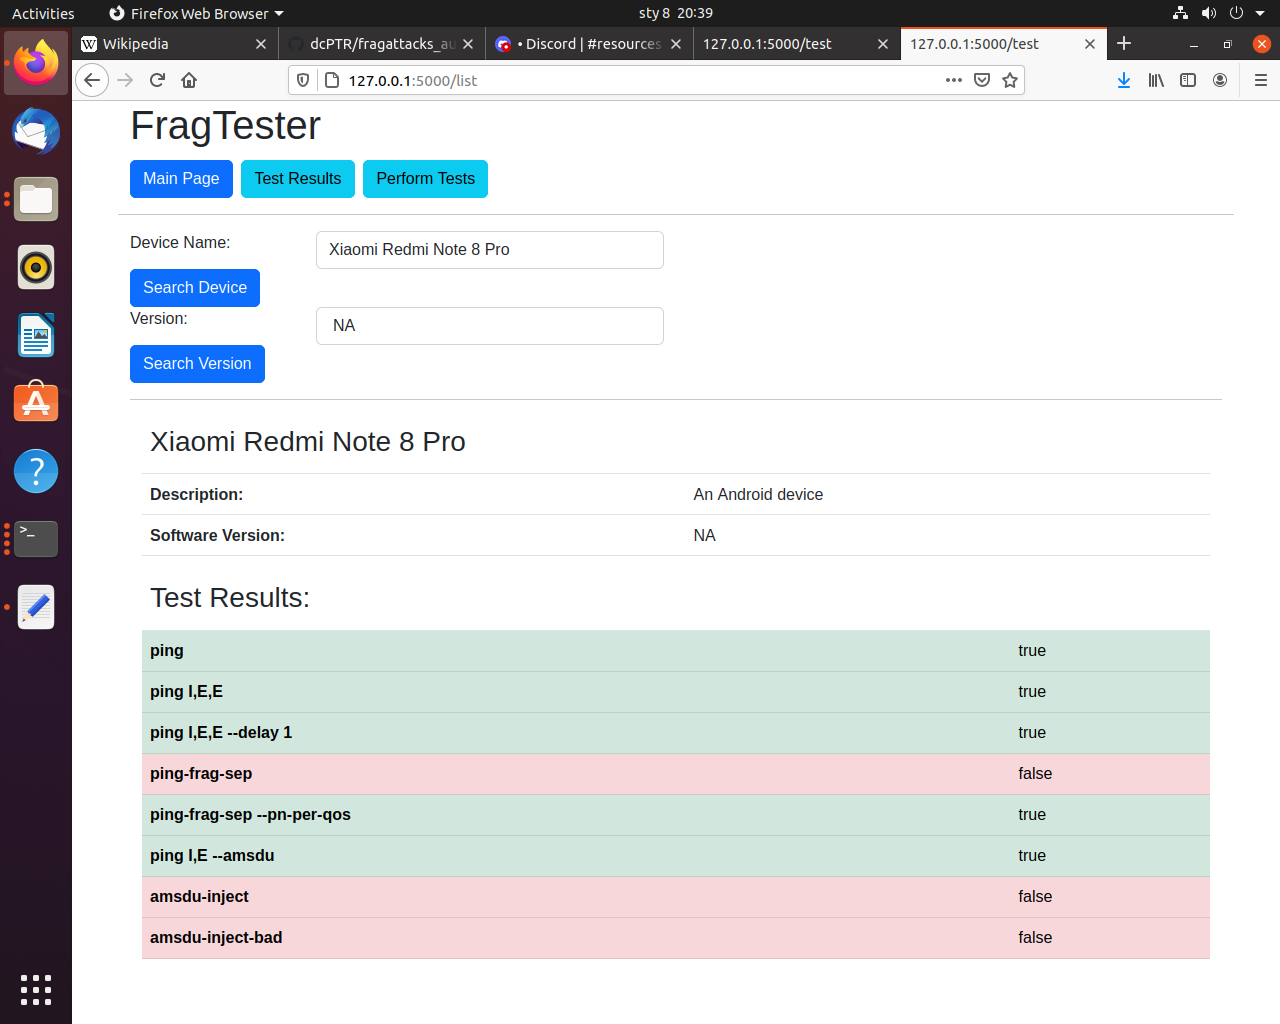 Activities Firefox Web Browser sty 8 20:39
Wikipedia dcPTR/fragattacks_au • Discord | #resources 127.0.0.1:5000/test 127.0.0.1:5000/test
127.0.0.1:5000/list
FragTester
Main Page Test Results Perform Tests
Device Name: Xiaomi Redmi Note 8 Pro
Search Device
Version: NA
Search Version
Xiaomi Redmi Note 8 Pro
Description: An Android device
Software Version: NA
Test Results:
ping true
ping I,E,E true
ping I,E,E --delay 1 true
ping-frag-sep false
ping-frag-sep --pn-per-qos true
ping I,E --amsdu true
amsdu-inject false
amsdu-inject-bad false